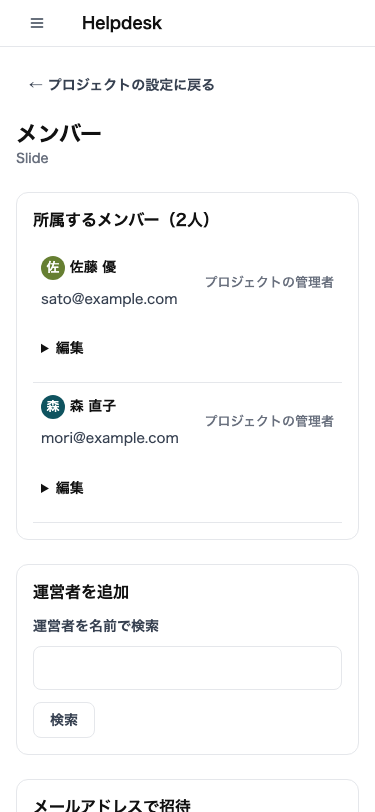 Helpdesk
← プロジェクトの設定に戻る
メンバー
Slide
所属するメンバー（2人）
佐 佐藤 優
プロジェクトの管理者
sato@example.com
▶ 編集
森 森 直子
プロジェクトの管理者
mori@example.com
▶ 編集
運営者を追加
運営者を名前で検索
検索
メールアドレスで招待